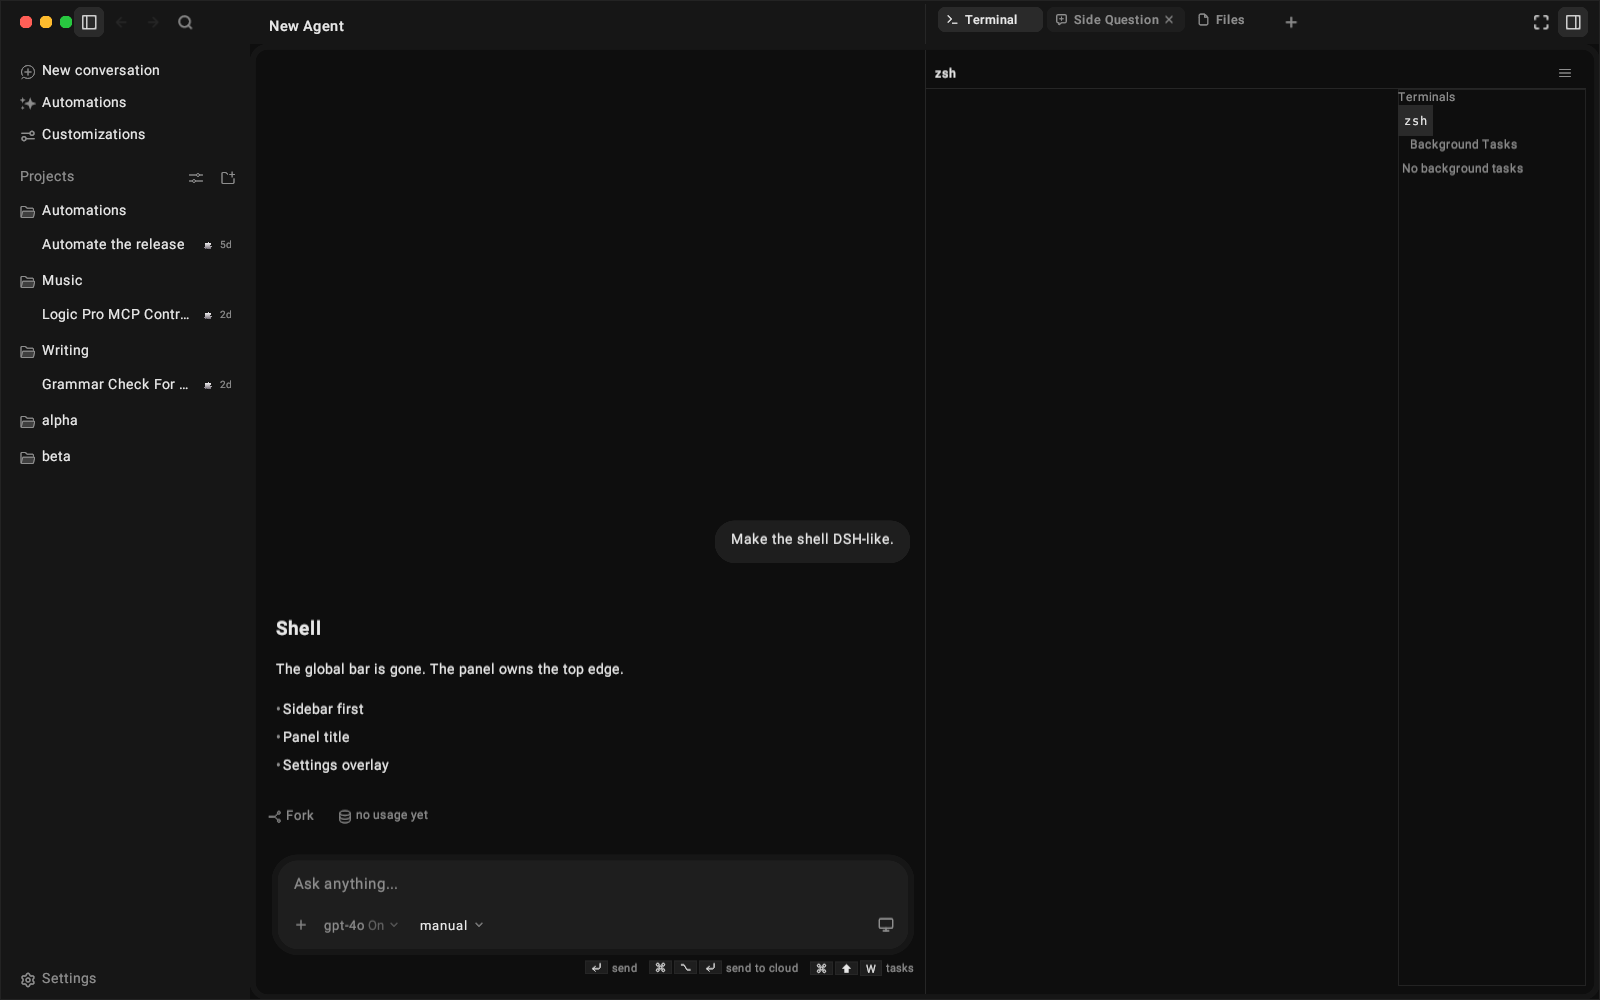 New Agent
Terminal
Side Question
Files
New conversation
Automations
Customizations
Projects
Automations
Automate the release 5d
Music
Logic Pro MCP Contr... 2d
Writing
Grammar Check For ... 2d
alpha
beta
Settings
Make the shell DSH-like.
Shell
The global bar is gone. The panel owns the top edge.
• Sidebar first
• Panel title
• Settings overlay
Fork no usage yet
Ask anything...
gpt-4o On manual
send send to cloud W tasks
zsh
Terminals
zsh
Background Tasks
No background tasks